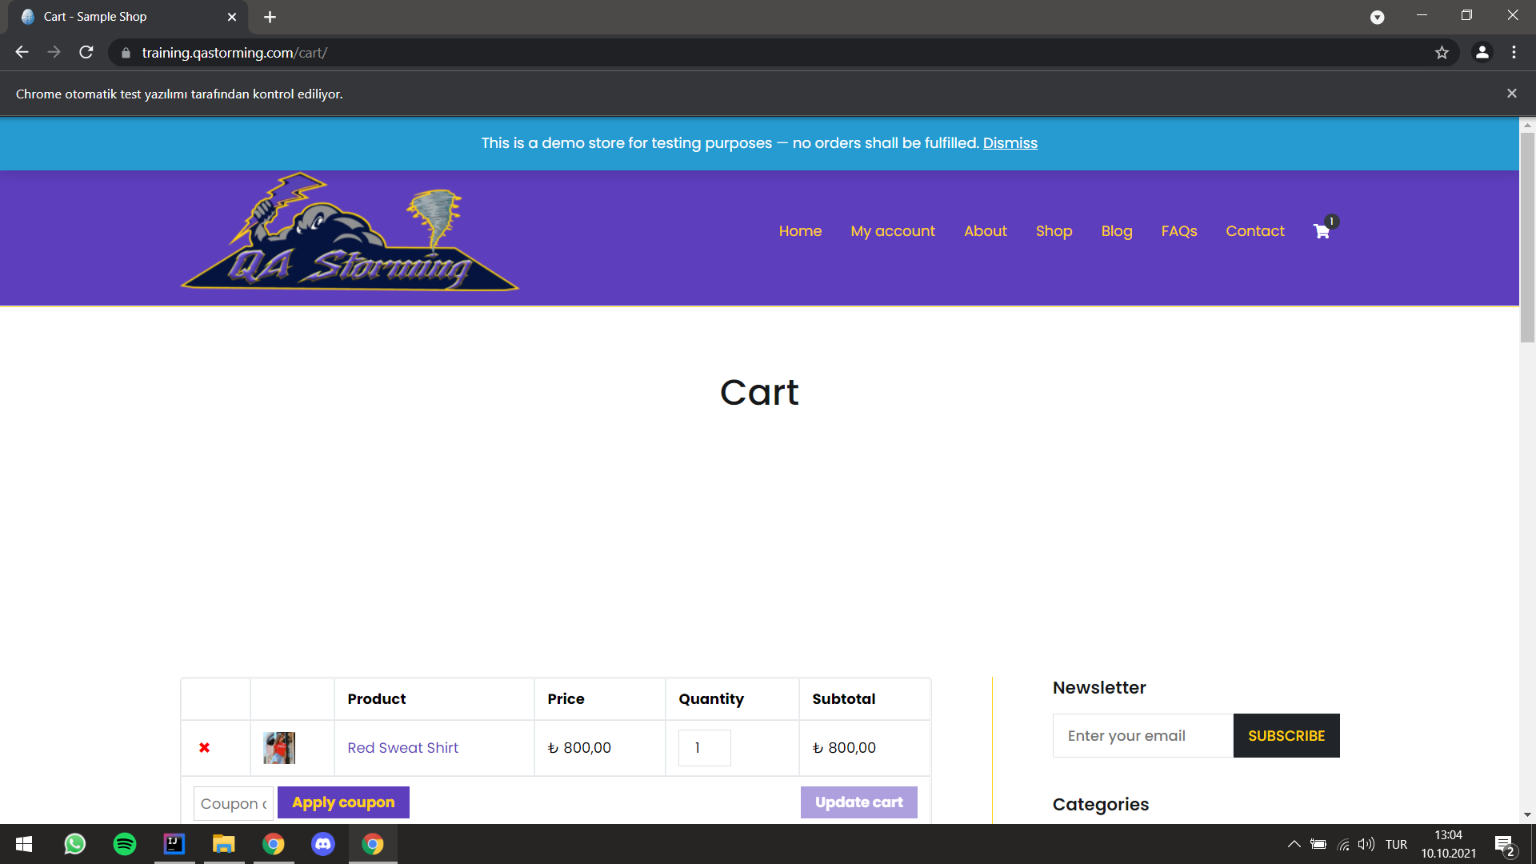 Cart - Sample Shop
training.qastorming.com/cart/
Chrome otomatik test yazılımı tarafından kontrol ediliyor.
This is a demo store for testing purposes — no orders shall be fulfilled. Dismiss
QA Storming
Home My account About Shop Blog FAQs Contact 1
Cart
Product Price Quantity Subtotal
Red Sweat Shirt ₺ 800,00 1 ₺ 800,00
Coupon c Apply coupon Update cart
Newsletter
Enter your email SUBSCRIBE
Categories
IJ
TUR
13:04
10.10.2021
2